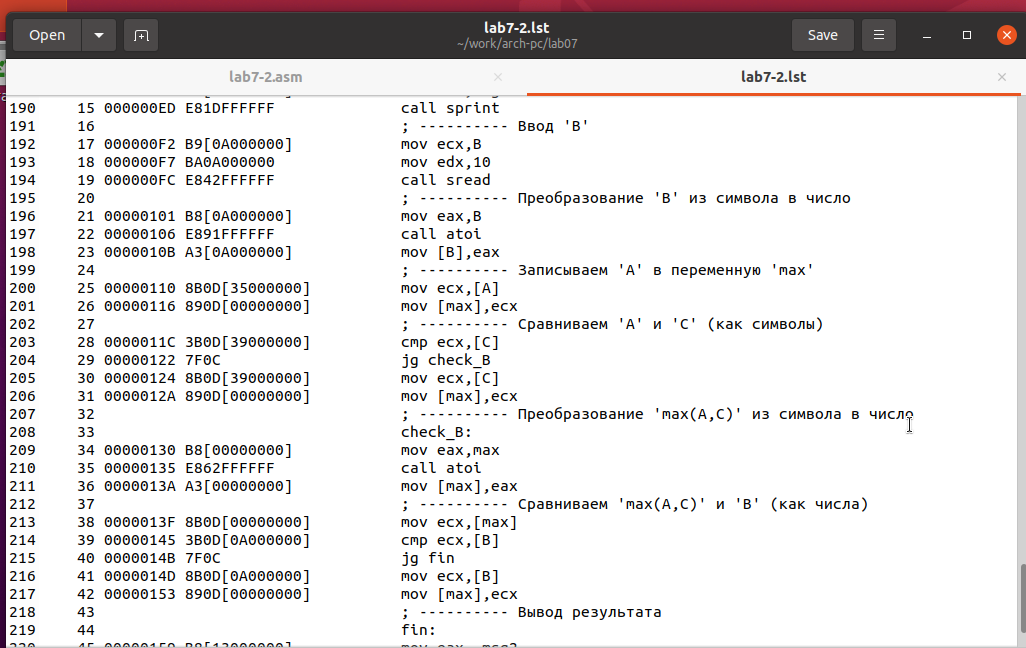 Open
lab7-2.lst
~/work/arch-pc/lab07
Save
lab7-2.asm
lab7-2.lst
190 15 000000ED E81DFFFFFF call sprint
191 16 ; ---------- Ввод 'B'
192 17 000000F2 B9[0A000000] mov ecx,B
193 18 000000F7 BA0A000000 mov edx,10
194 19 000000FC E842FFFFFF call sread
195 20 ; ---------- Преобразование 'B' из символа в число
196 21 00000101 B8[0A000000] mov eax,B
197 22 00000106 E891FFFFFF call atoi
198 23 0000010B A3[0A000000] mov [B],eax
199 24 ; ---------- Записываем 'A' в переменную 'max'
200 25 00000110 8B0D[35000000] mov ecx,[A]
201 26 00000116 890D[00000000] mov [max],ecx
202 27 ; ---------- Сравниваем 'A' и 'С' (как символы)
203 28 0000011C 3B0D[39000000] cmp ecx,[C]
204 29 00000122 7F0C jg check_B
205 30 00000124 8B0D[39000000] mov ecx,[C]
206 31 0000012A 890D[00000000] mov [max],ecx
207 32 ; ---------- Преобразование 'max(A,C)' из символа в число
208 33 check_B:
209 34 00000130 B8[00000000] mov eax,max
210 35 00000135 E862FFFFFF call atoi
211 36 0000013A A3[00000000] mov [max],eax
212 37 ; ---------- Сравниваем 'max(A,C)' и 'B' (как числа)
213 38 0000013F 8B0D[00000000] mov ecx,[max]
214 39 00000145 3B0D[0A000000] cmp ecx,[B]
215 40 0000014B 7F0C jg fin
216 41 0000014D 8B0D[0A000000] mov ecx,[B]
217 42 00000153 890D[00000000] mov [max],ecx
218 43 ; ---------- Вывод результата
219 44 fin: